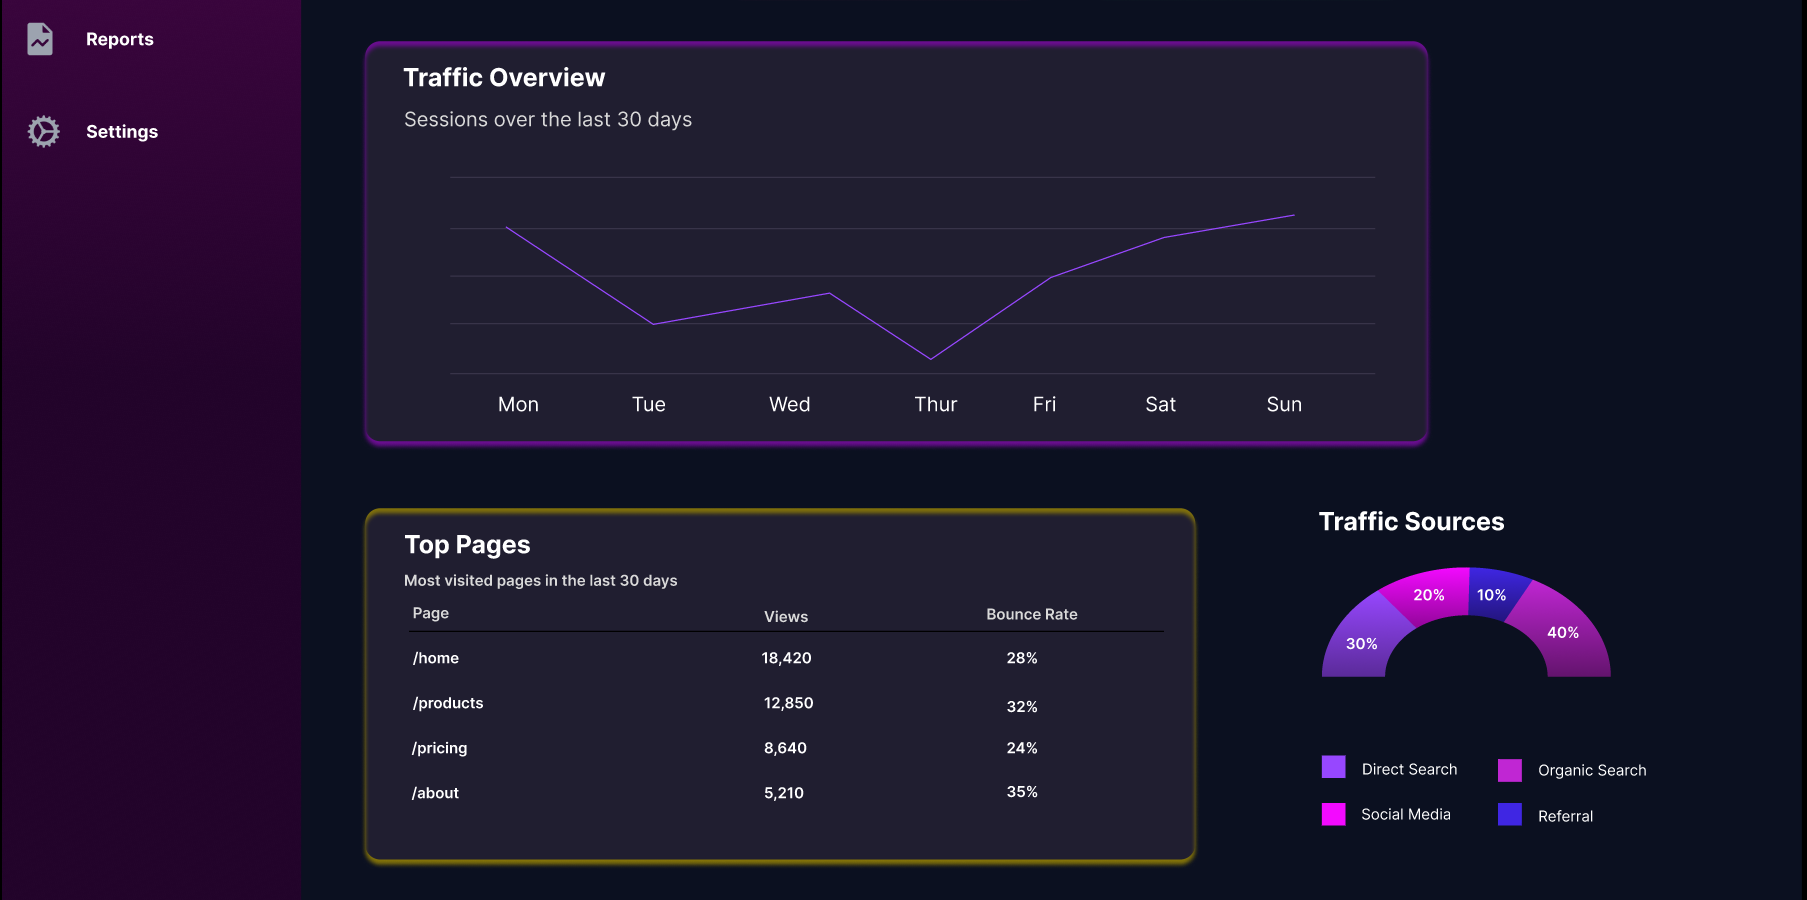 Reports
Settings
Traffic Overview
Sessions over the last 30 days
Mon Tue Wed Thur Fri Sat Sun
Top Pages
Most visited pages in the last 30 days
Page Views Bounce Rate
/home 18,420 28%
/products 12,850 32%
/pricing 8,640 24%
/about 5,210 35%
Traffic Sources
20% 10%
30% 40%
Direct Search Organic Search
Social Media Referral